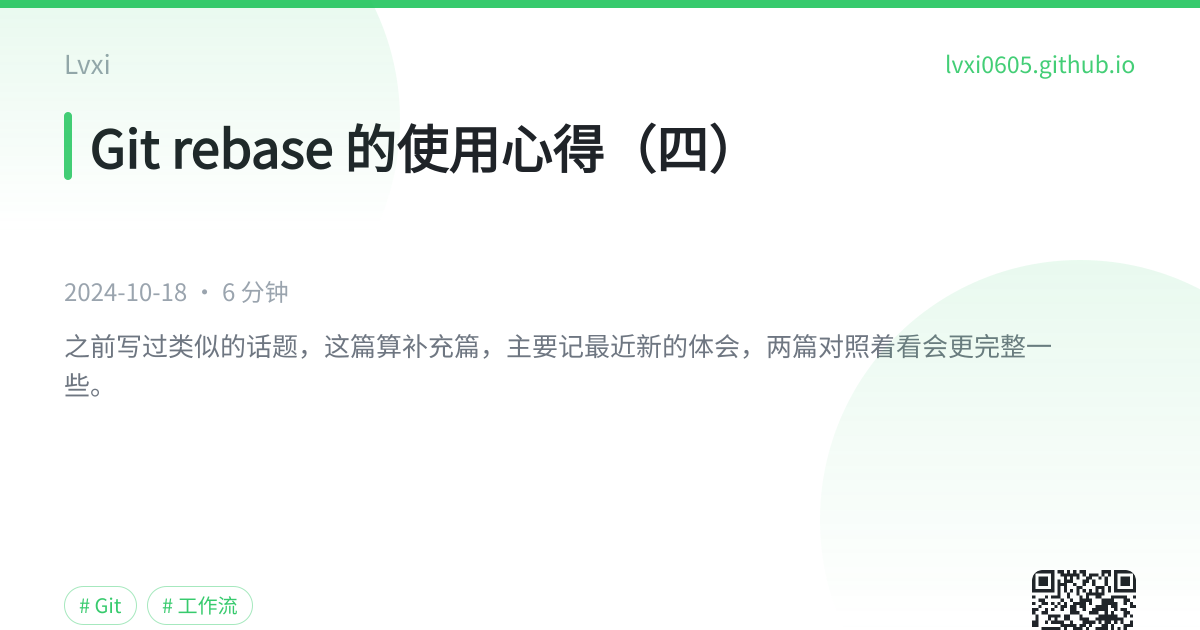 Lvxi
lvxi0605.github.io
Git rebase 的使用心得（四）
2024-10-18 · 6 分钟
之前写过类似的话题，这篇算补充篇，主要记最近新的体会，两篇对照着看会更完整一
些。
# Git
# 工作流